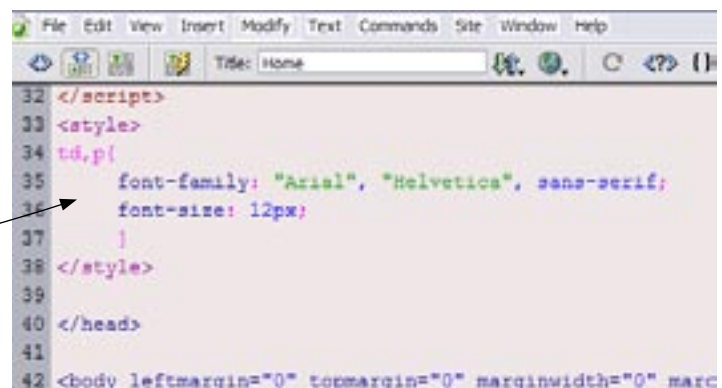 File Edit View Insert Modify Text Commands Site Window Help
Title: Home
32 </script>
33 <style>
34 td,p{
35 font-family: "Arial", "Helvetica", sans-serif;
36 font-size: 12px;
37 }
38 </style>
39
40 </head>
41
42 <body leftmargin="0" topmargin="0" marginwidth="0" marg